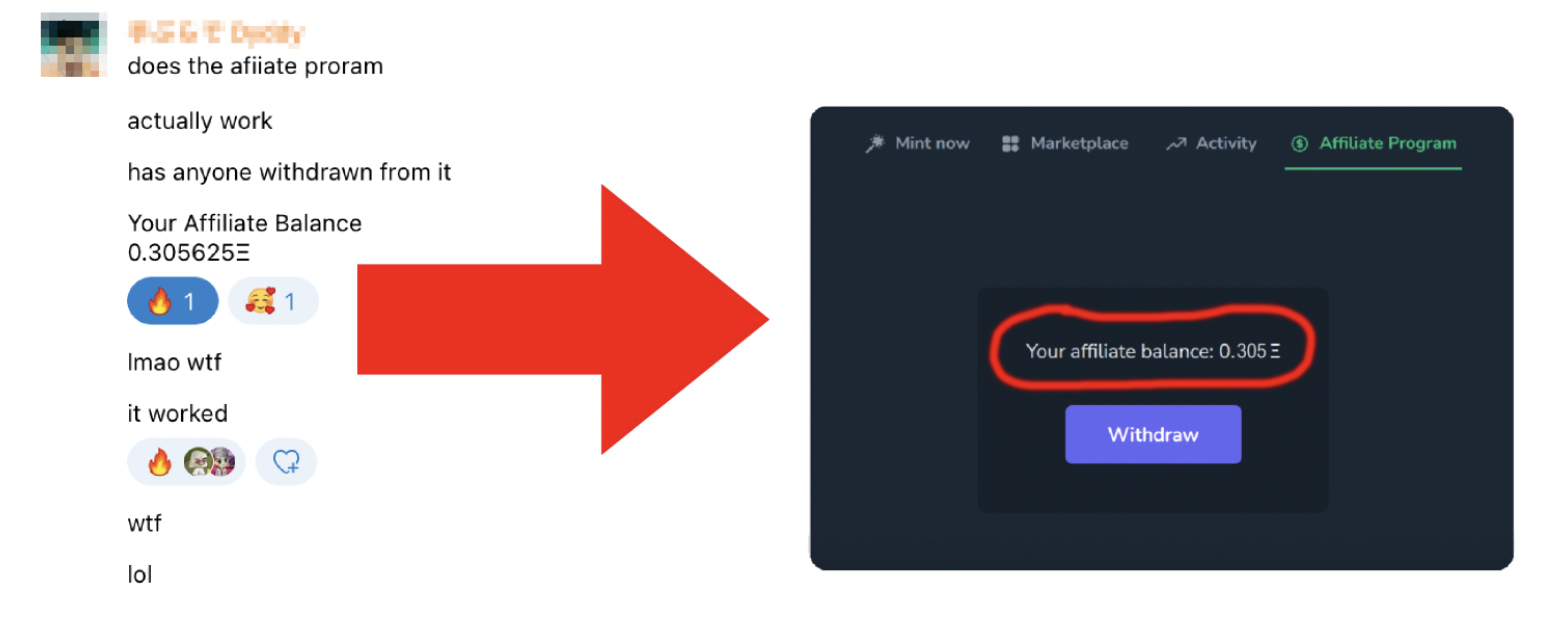 does the afiiate proram
actually work
has anyone withdrawn from it
Your Affiliate Balance
0.305625Ξ
🔥 1 🥰 1
lmao wtf
it worked
wtf
lol
Mint now Marketplace Activity Affiliate Program
Your affiliate balance: 0.305 Ξ
Withdraw